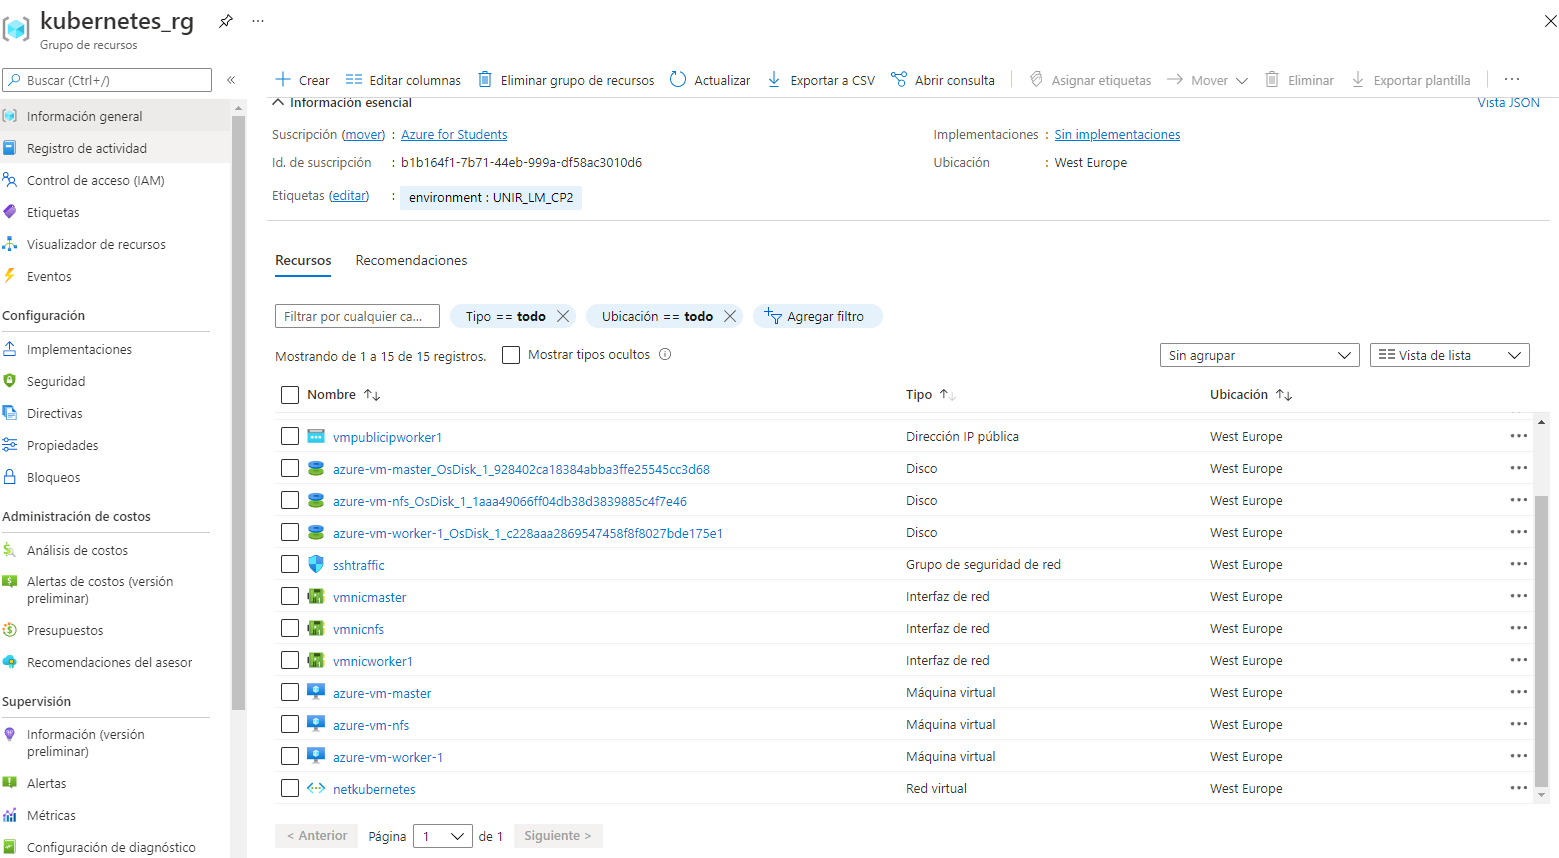 kubernetes_rg
Grupo de recursos
Buscar (Ctrl+/)
Crear
Editar columnas
Eliminar grupo de recursos
Actualizar
Exportar a CSV
Abrir consulta
Asignar etiquetas
Mover
Eliminar
Exportar plantilla
Información general
Registro de actividad
Control de acceso (IAM)
Etiquetas
Visualizador de recursos
Eventos
Configuración
Implementaciones
Seguridad
Directivas
Propiedades
Bloqueos
Administración de costos
Análisis de costos
Alertas de costos (versión
preliminar)
Presupuestos
Recomendaciones del asesor
Supervisión
Información (versión
preliminar)
Alertas
Métricas
Configuración de diagnóstico
Información esencial
Vista JSON
Suscripción (mover) : Azure for Students
Implementaciones : Sin implementaciones
Id. de suscripción : b1b164f1-7b71-44eb-999a-df58ac3010d6
Ubicación : West Europe
Etiquetas (editar) : environment : UNIR_LM_CP2
Recursos Recomendaciones
Filtrar por cualquier ca... Tipo == todo Ubicación == todo Agregar filtro
Mostrando de 1 a 15 de 15 registros. Mostrar tipos ocultos Sin agrupar Vista de lista
Nombre Tipo Ubicación
vmpublicipworker1 Dirección IP pública West Europe
azure-vm-master_OsDisk_1_928402ca18384abba3ffe25545cc3d68 Disco West Europe
azure-vm-nfs_OsDisk_1_1aaa49066ff04db38d3839885c4f7e46 Disco West Europe
azure-vm-worker-1_OsDisk_1_c228aaa2869547458f8f8027bde175e1 Disco West Europe
sshtraffic Grupo de seguridad de red West Europe
vmnicmaster Interfaz de red West Europe
vmnicnfs Interfaz de red West Europe
vmnicworker1 Interfaz de red West Europe
azure-vm-master Máquina virtual West Europe
azure-vm-nfs Máquina virtual West Europe
azure-vm-worker-1 Máquina virtual West Europe
netkubernetes Red virtual West Europe
< Anterior Página 1 de 1 Siguiente >